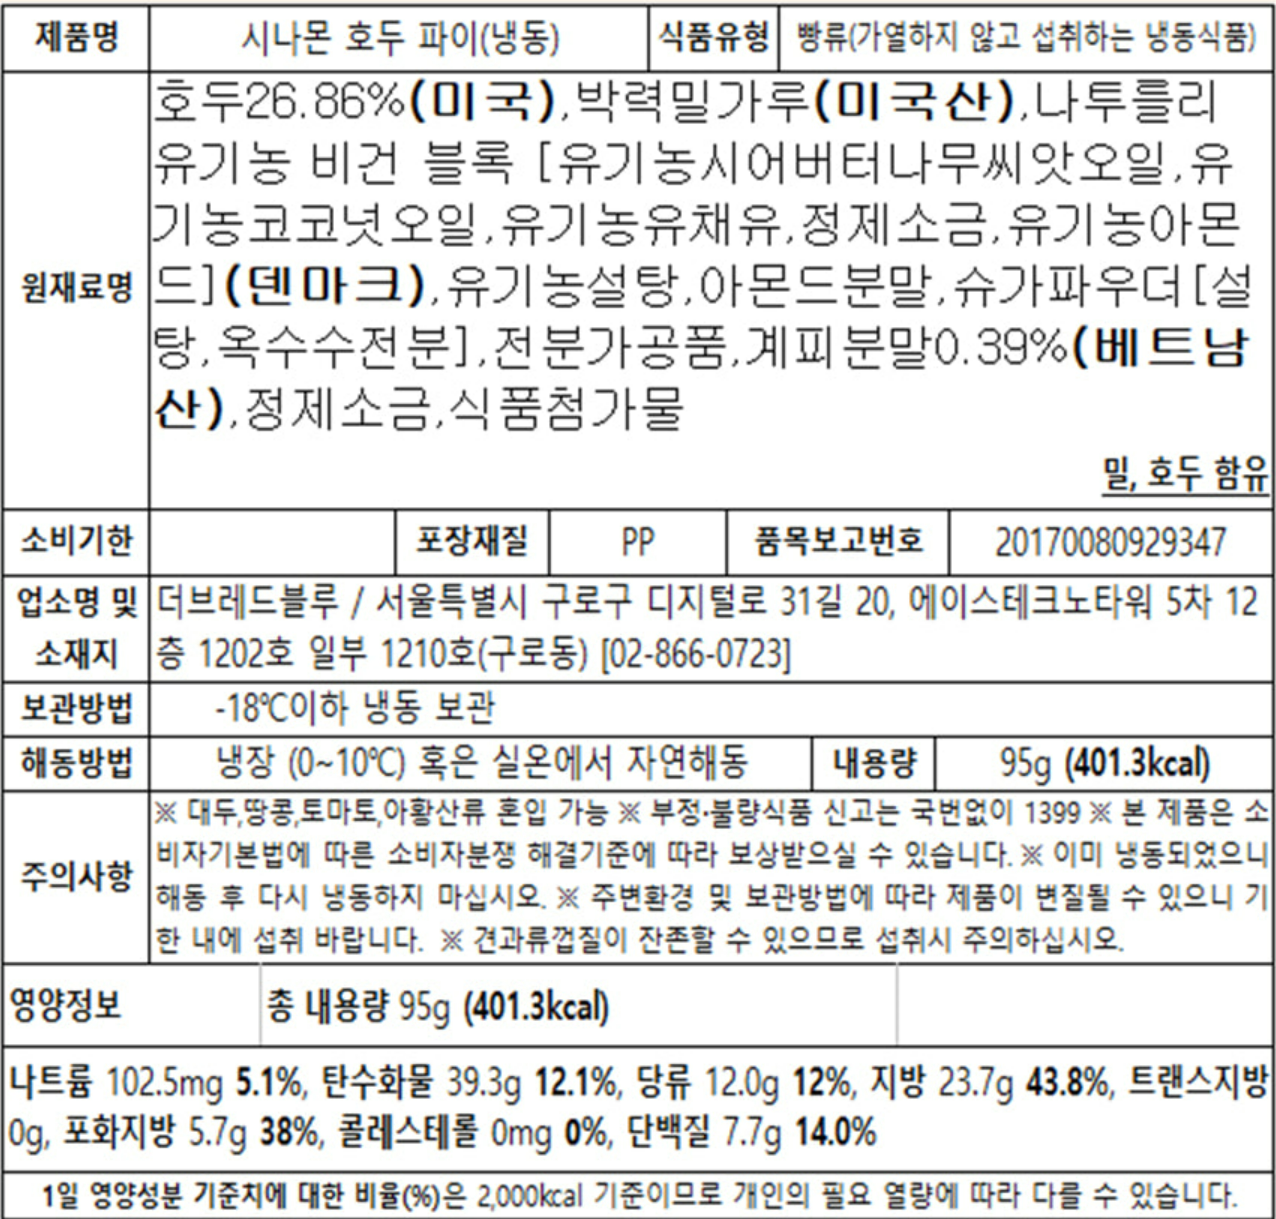 제품명 시나몬 호두 파이(냉동) 식품유형 빵류(가열하지 않고 섭취하는 냉동식품)
원재료명
호두26.86%(미국),박력밀가루(미국산),나투를리
유기농 비건 블록 [유기농시어버터나무씨앗오일,유
기농코코넛오일,유기농유채유,정제소금,유기농아몬
드](덴마크),유기농설탕,아몬드분말,슈가파우더[설
탕,옥수수전분],전분가공품,계피분말0.39%(베트남
산),정제소금,식품첨가물
밀, 호두 함유
소비기한 포장재질 PP 품목보고번호 20170080929347
업소명 및
소재지
더브레드블루 / 서울특별시 구로구 디지털로 31길 20, 에이스테크노타워 5차 12
층 1202호 일부 1210호(구로동) [02-866-0723]
보관방법 -18℃이하 냉동 보관
해동방법 냉장 (0~10℃) 혹은 실온에서 자연해동 내용량 95g (401.3kcal)
주의사항
※ 대두,땅콩,토마토,아황산류 혼입 가능 ※ 부정·불량식품 신고는 국번없이 1399 ※ 본 제품은 소
비자기본법에 따른 소비자분쟁 해결기준에 따라 보상받으실 수 있습니다. ※ 이미 냉동되었으니
해동 후 다시 냉동하지 마십시오. ※ 주변환경 및 보관방법에 따라 제품이 변질될 수 있으니 기
한 내에 섭취 바랍니다. ※ 견과류껍질이 잔존할 수 있으므로 섭취시 주의하십시오.
영양정보 총 내용량 95g (401.3kcal)
나트륨 102.5mg 5.1%, 탄수화물 39.3g 12.1%, 당류 12.0g 12%, 지방 23.7g 43.8%, 트랜스지방
0g, 포화지방 5.7g 38%, 콜레스테롤 0mg 0%, 단백질 7.7g 14.0%
1일 영양성분 기준치에 대한 비율(%)은 2,000kcal 기준이므로 개인의 필요 열량에 따라 다를 수 있습니다.